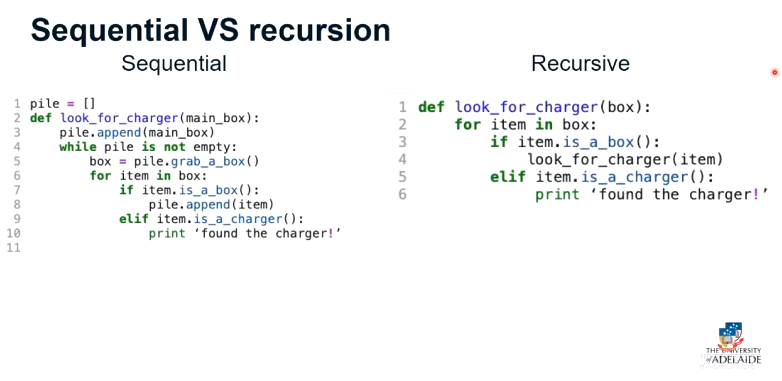 Sequential VS recursion
Sequential
1 pile = []
2 def look_for_charger(main_box):
3     pile.append(main_box)
4     while pile is not empty:
5         box = pile.grab_a_box()
6         for item in box:
7             if item.is_a_box():
8                 pile.append(item)
9             elif item.is_a_charger():
10                 print ‘found the charger!’
11
Recursive
1 def look_for_charger(box):
2     for item in box:
3         if item.is_a_box():
4             look_for_charger(item)
5         elif item.is_a_charger():
6              print ‘found the charger!’
THE UNIVERSITY
of ADELAIDE